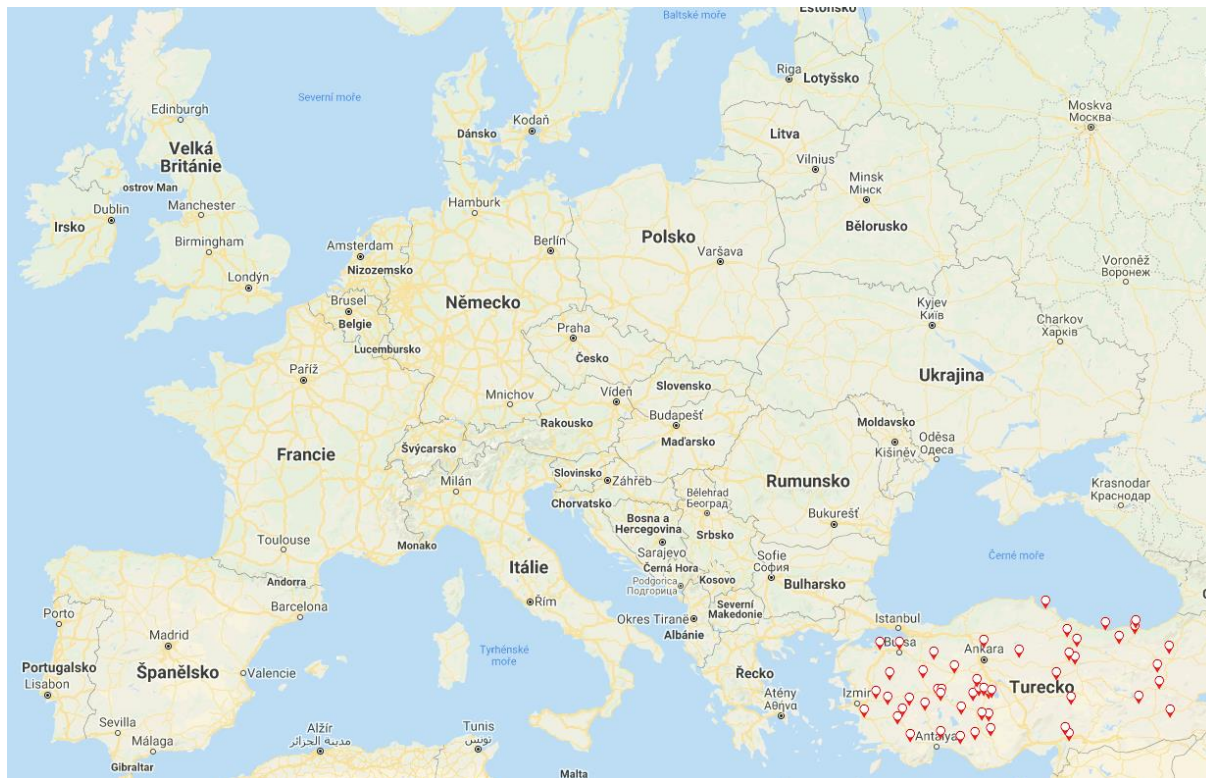 Estonsko
Baltské moře
Riga
Lotyšsko
Moskva
Москва
Edinburgh
Severní moře
Kodaň
Dánsko
Litva
Velká
Británie
Vilnius
Minsk
Мінск
ostrov Man
Hamburk
Manchester
Dublin
Irsko
Bělorusko
Polsko
Birmingham
Amsterdam
Berlín
Varšava
Nizozemsko
Voroněž
Воронеж
Londýn
Brusel
Německo
Kyjev
Київ
Belgie
Praha
Charkov
Харків
Lucembursko
Česko
Paříž
Ukrajina
Slovensko
Mnichov
Vídeň
Budapešť
Rakousko
Moldavsko
Maďarsko
Oděsa
Одеса
Švýcarsko
Kišiněv
Francie
Slovinsko
Záhřeb
Milán
Rumunsko
Krasnodar
Краснодар
Bělehrad
Београд
Chorvatsko
Bosna a
Hercegovina
Bukurešť
Srbsko
Toulouse
Monako
Sarajevo
Sofie
София
Černé moře
Itálie
Černá Hora
Andorra
Podgorica
Подгорица
Kosovo
Bulharsko
Řím
Barcelona
Porto
Severní
Makedonie
Okres Tiranë
Istanbul
Albánie
Madrid
Bursa
Tyrhénské
moře
Ankara
Portugalsko
Španělsko
Valencie
Řecko
Turecko
Lisabon
Izmir
Atény
Αθήνα
Sevilla
Alžír
مدينة الجزائر
Tunis
تونس
Antalya
Málaga
Gibraltar
Malta